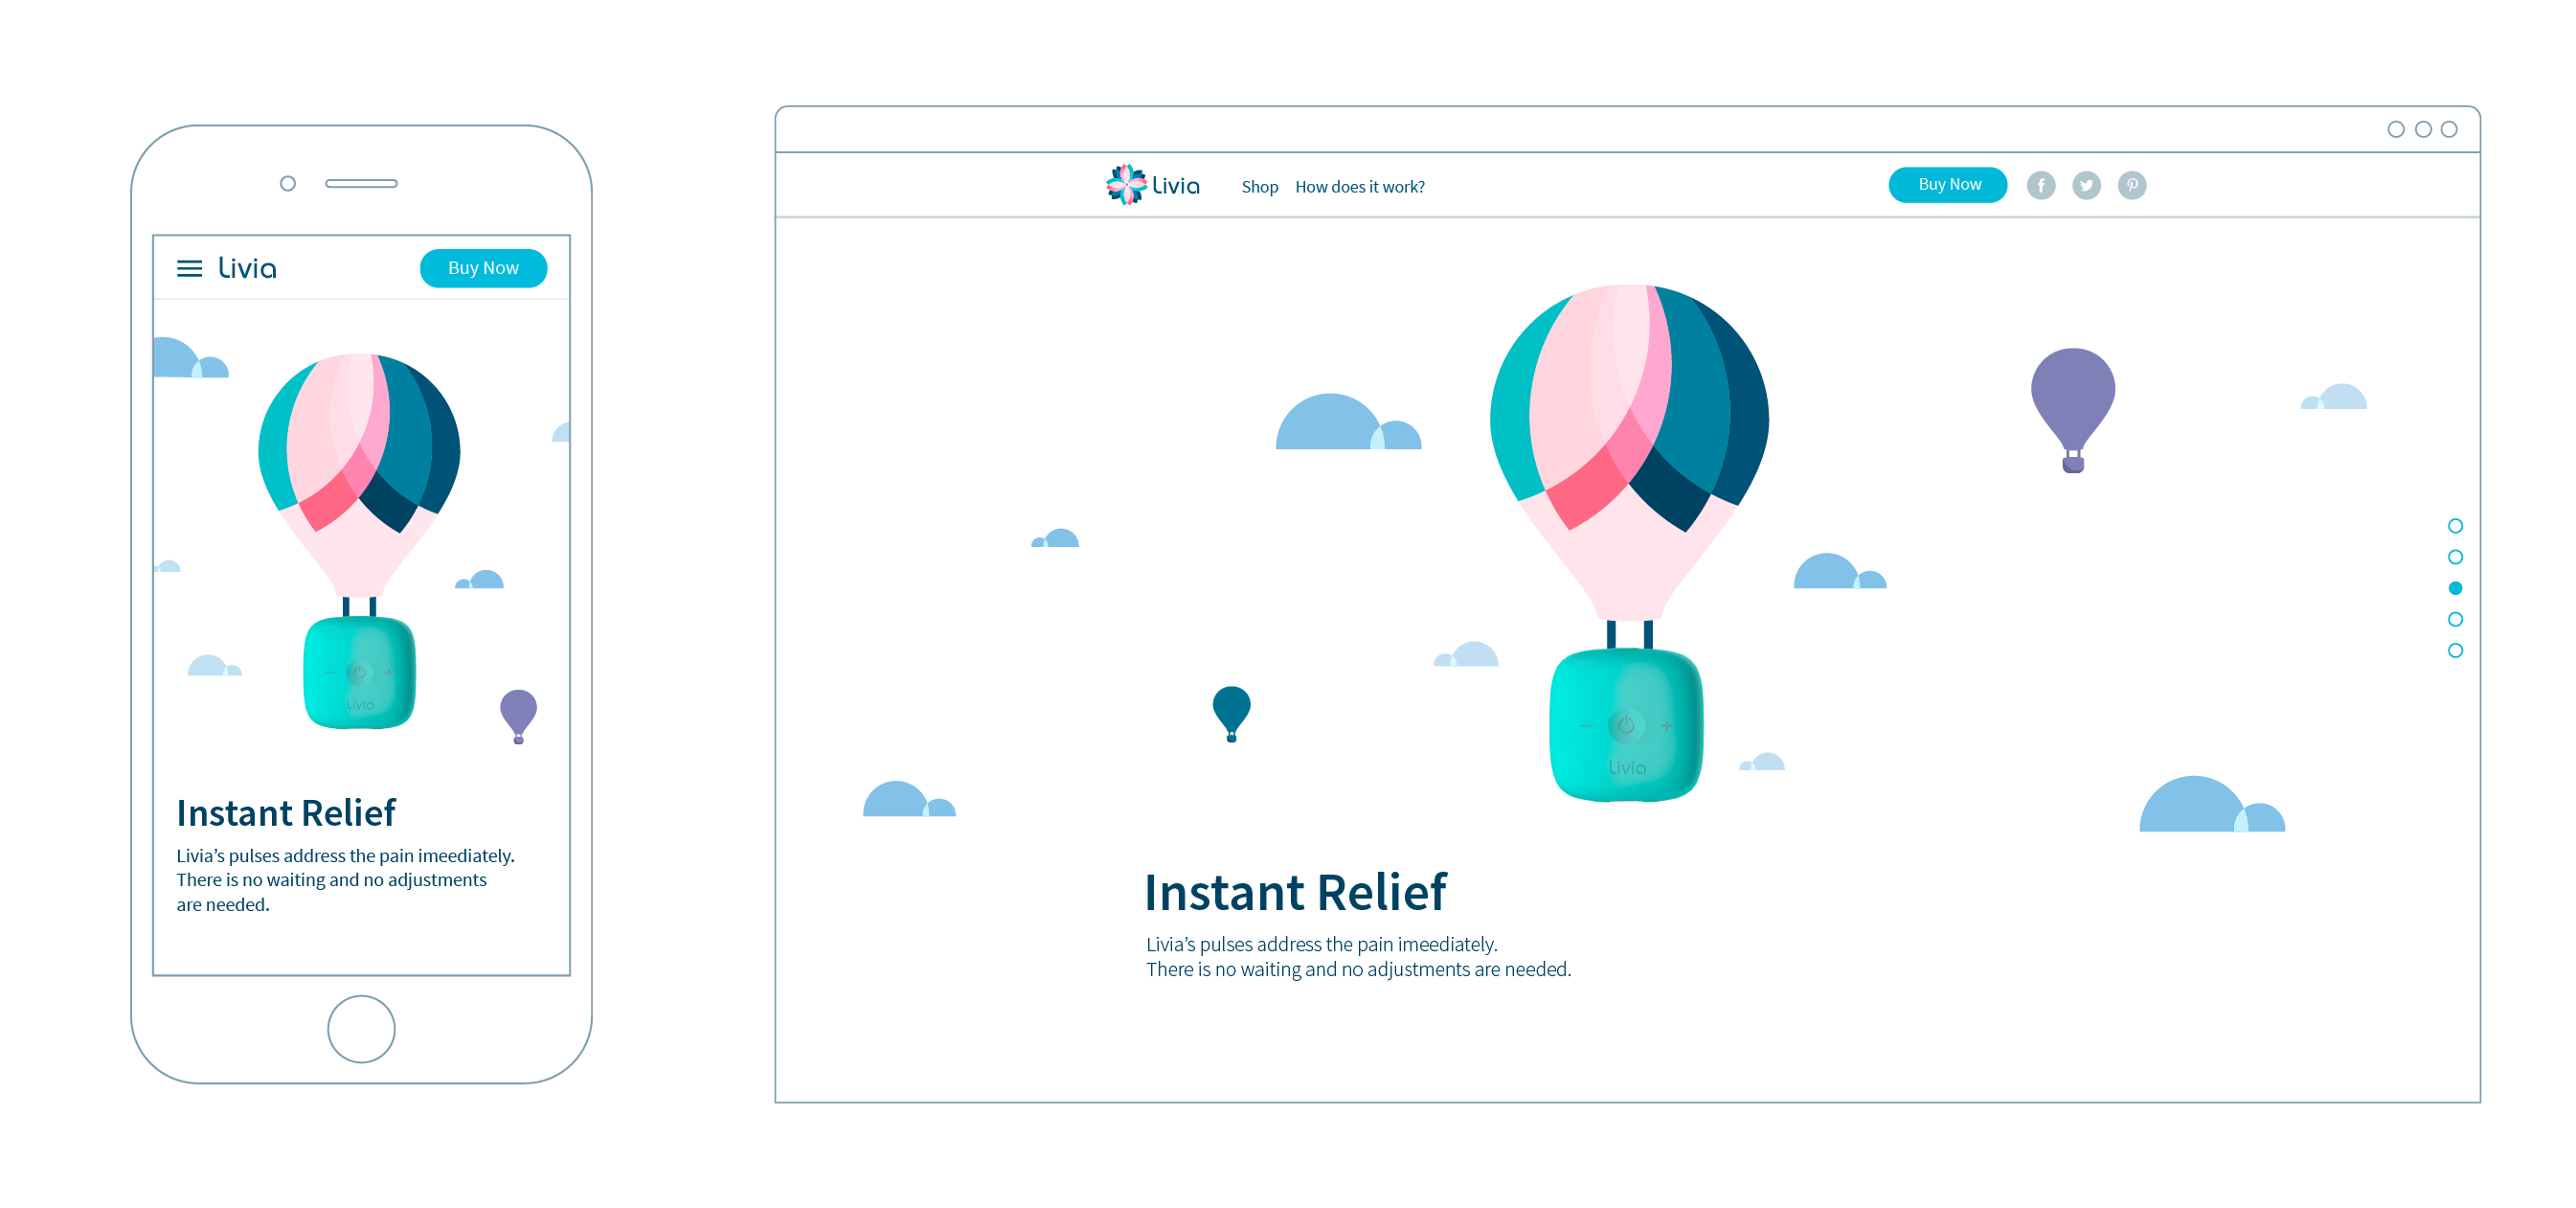 Livia
Buy Now
Livia
Instant Relief
Livia’s pulses address the pain imeediately.
There is no waiting and no adjustments
are needed.
Livia Shop How does it work? Buy Now
Livia
Instant Relief
Livia’s pulses address the pain imeediately.
There is no waiting and no adjustments are needed.